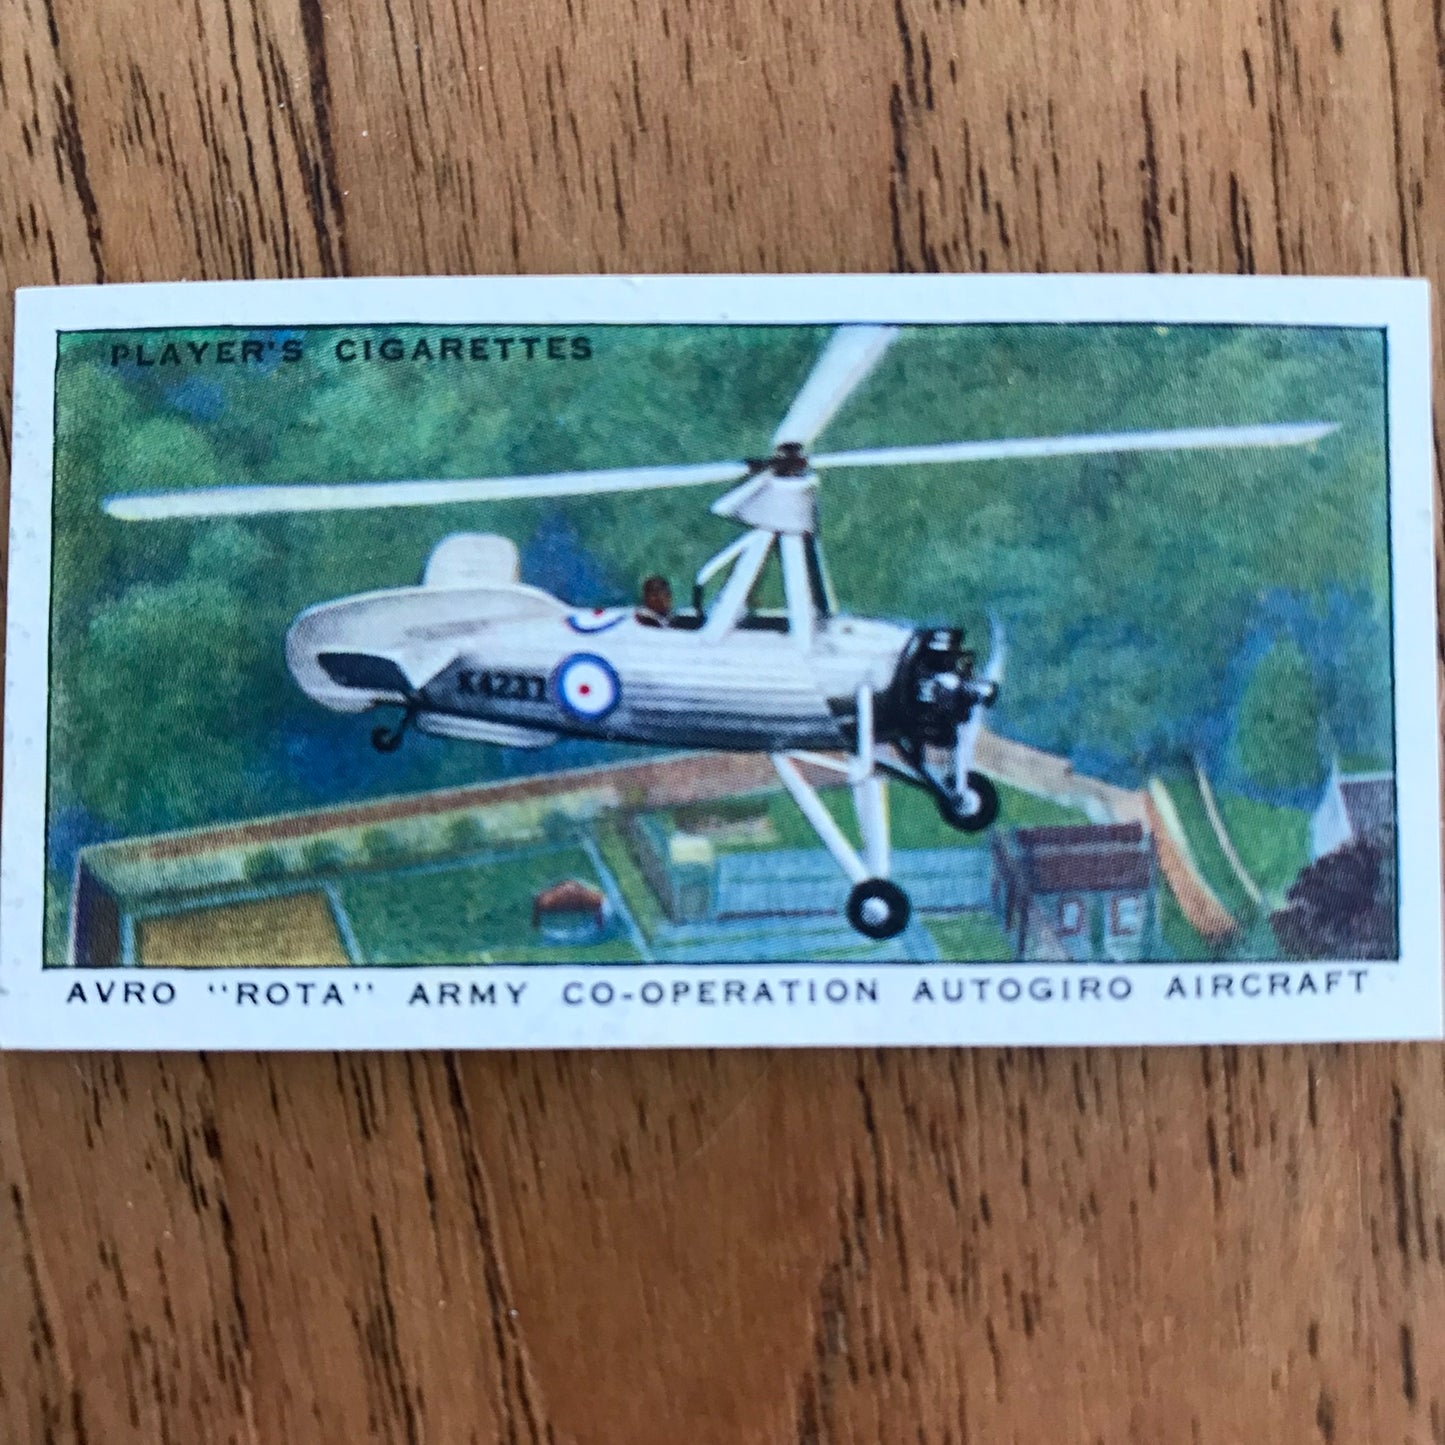 PLAYER'S CIGARETTES
K4237
AVRO "ROTA" ARMY CO-OPERATION AUTOGIRO AIRCRAFT